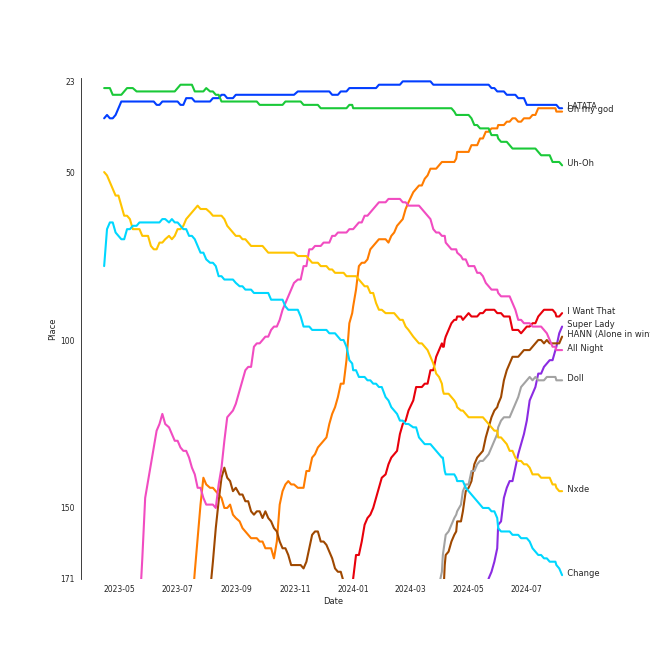 23
50
100
150
171
Place
2023-05
2023-07
2023-09
2023-11
2024-01
2024-03
2024-05
2024-07
Date
LATATA
Oh my god
Uh-Oh
I Want That
Super Lady
HANN (Alone in win
All Night
Doll
Nxde
Change